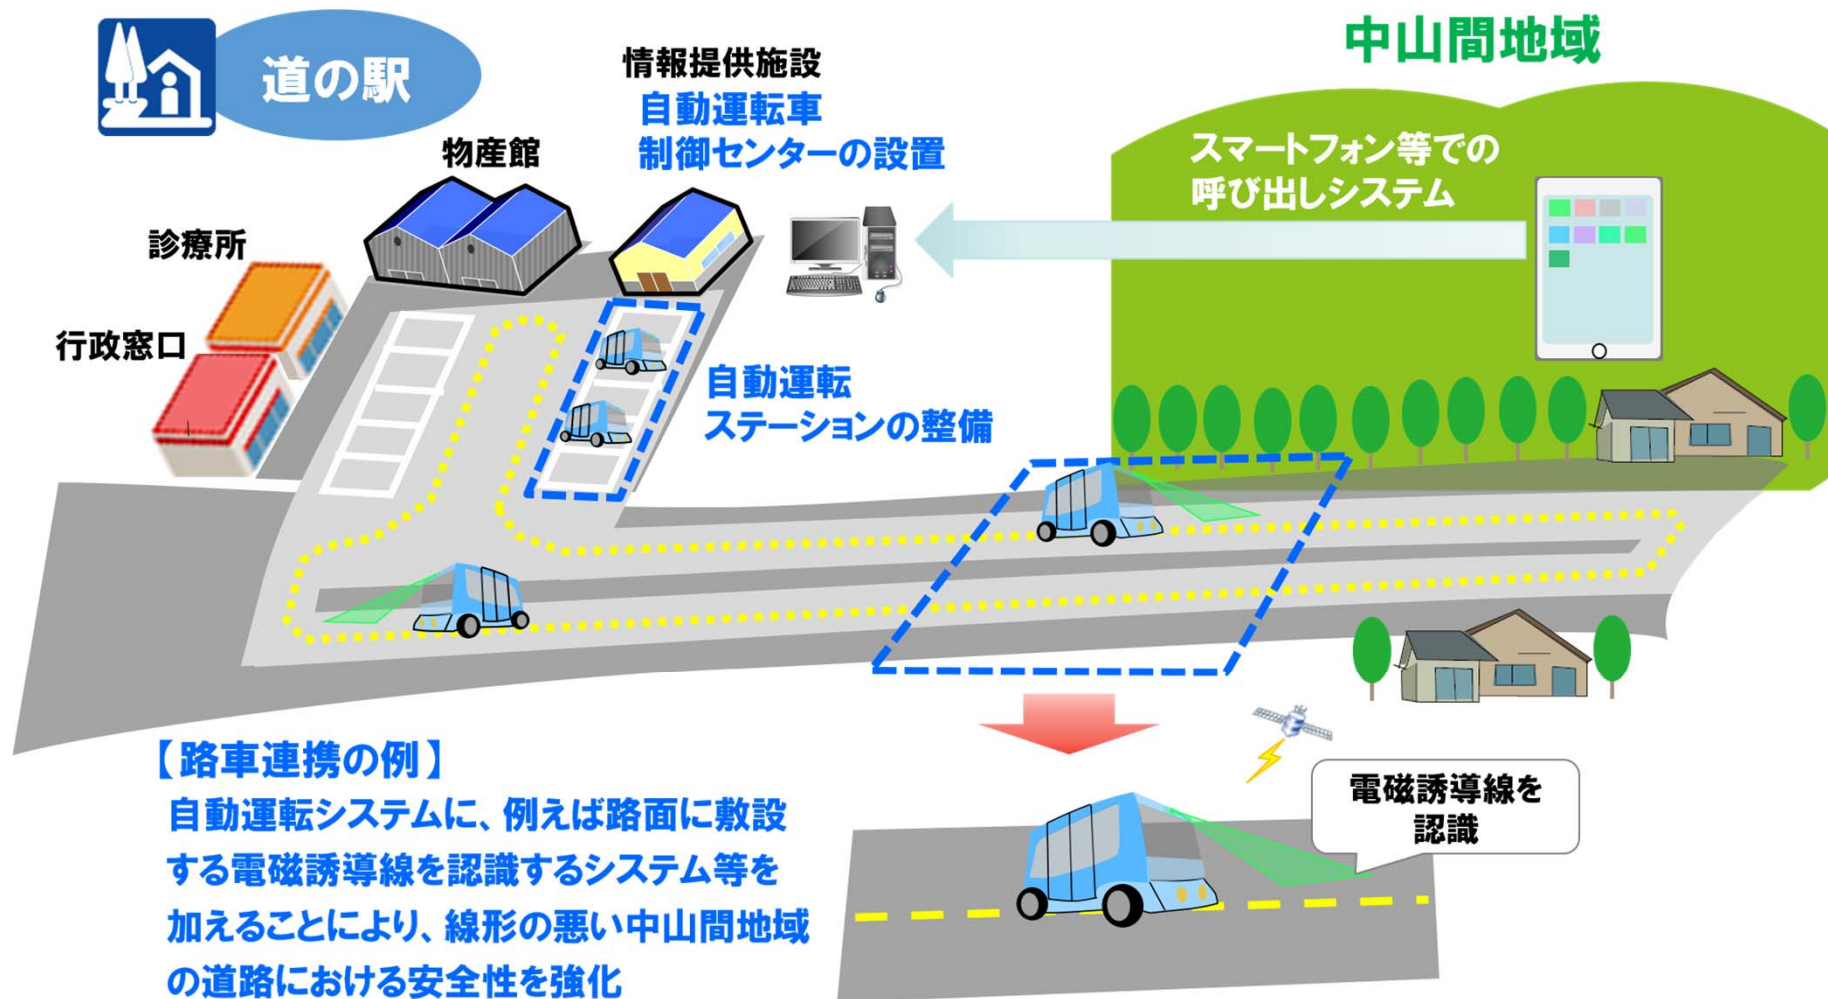 道の駅
情報提供施設
自動運転車
制御センターの設置
中山間地域
スマートフォン等での
呼び出しシステム
物産館
診療所
行政窓口
自動運転
ステーションの整備
【路車連携の例】
自動運転システムに、例えば路面に敷設
する電磁誘導線を認識するシステム等を
加えることにより、線形の悪い中山間地域
の道路における安全性を強化
電磁誘導線を
認識